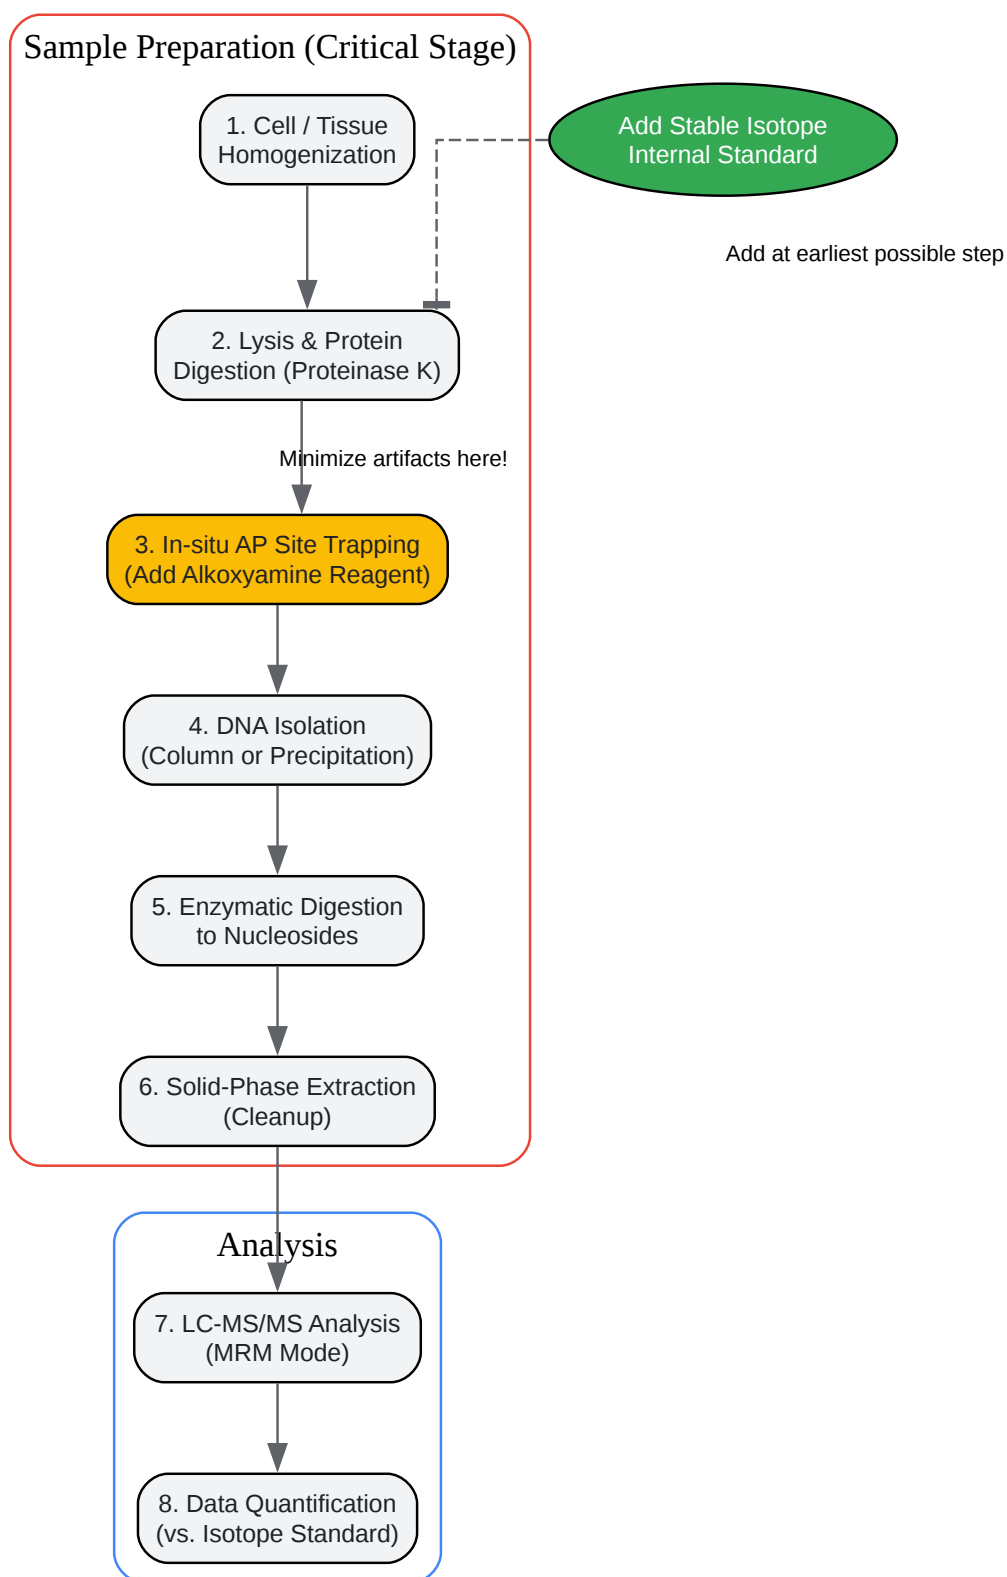 Sample Preparation (Critical Stage)
1. Cell / Tissue
Homogenization
Add Stable Isotope
Internal Standard
Add at earliest possible step
2. Lysis & Protein
Digestion (Proteinase K)
Minimize artifacts here!
3. In-situ AP Site Trapping
(Add Alkoxyamine Reagent)
4. DNA Isolation
(Column or Precipitation)
5. Enzymatic Digestion
to Nucleosides
6. Solid-Phase Extraction
(Cleanup)
Analysis
7. LC-MS/MS Analysis
(MRM Mode)
8. Data Quantification
(vs. Isotope Standard)